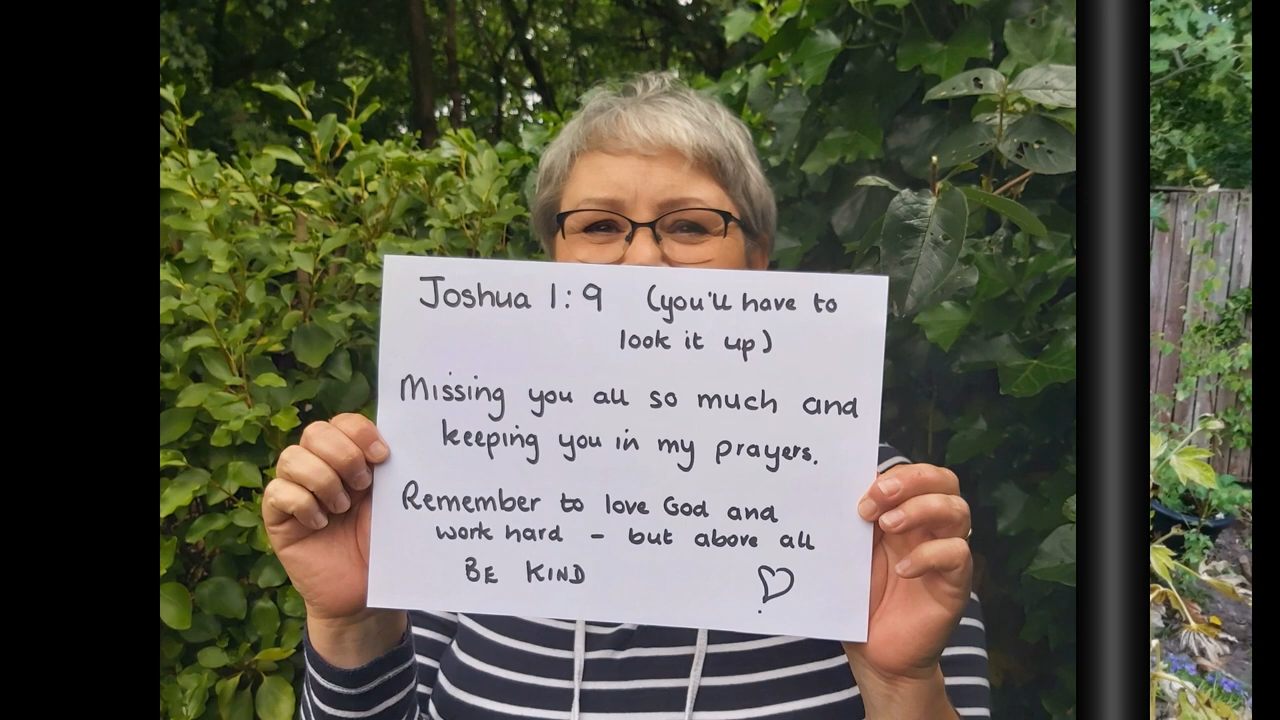 Joshua 1:9 (you'll have to
look it up)
Missing you all so much and
keeping you in my prayers.
Remember to love God and
work hard - but above all
BE KIND